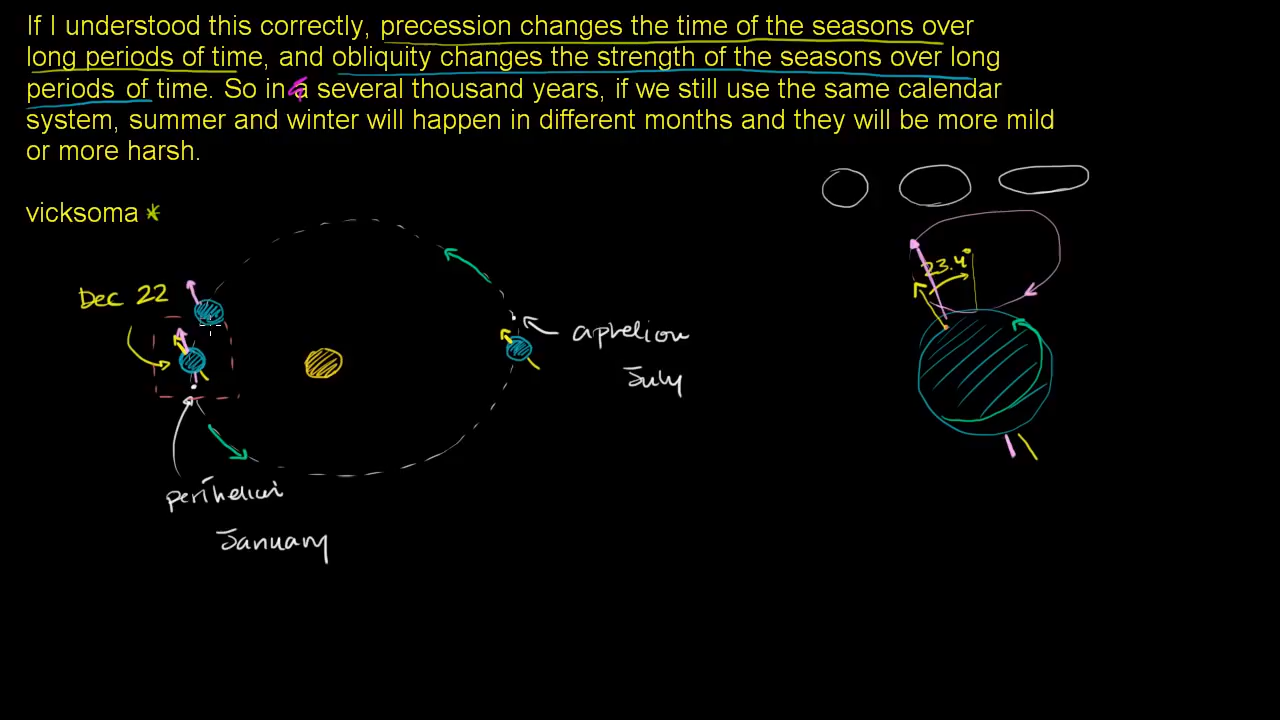 If I understood this correctly, precession changes the time of the seasons over
long periods of time, and obliquity changes the strength of the seasons over long
periods of time. So in a several thousand years, if we still use the same calendar
system, summer and winter will happen in different months and they will be more mild
or more harsh.
vicksoma *
23.4°
Dec 22
aphelion
July
perihelion
January